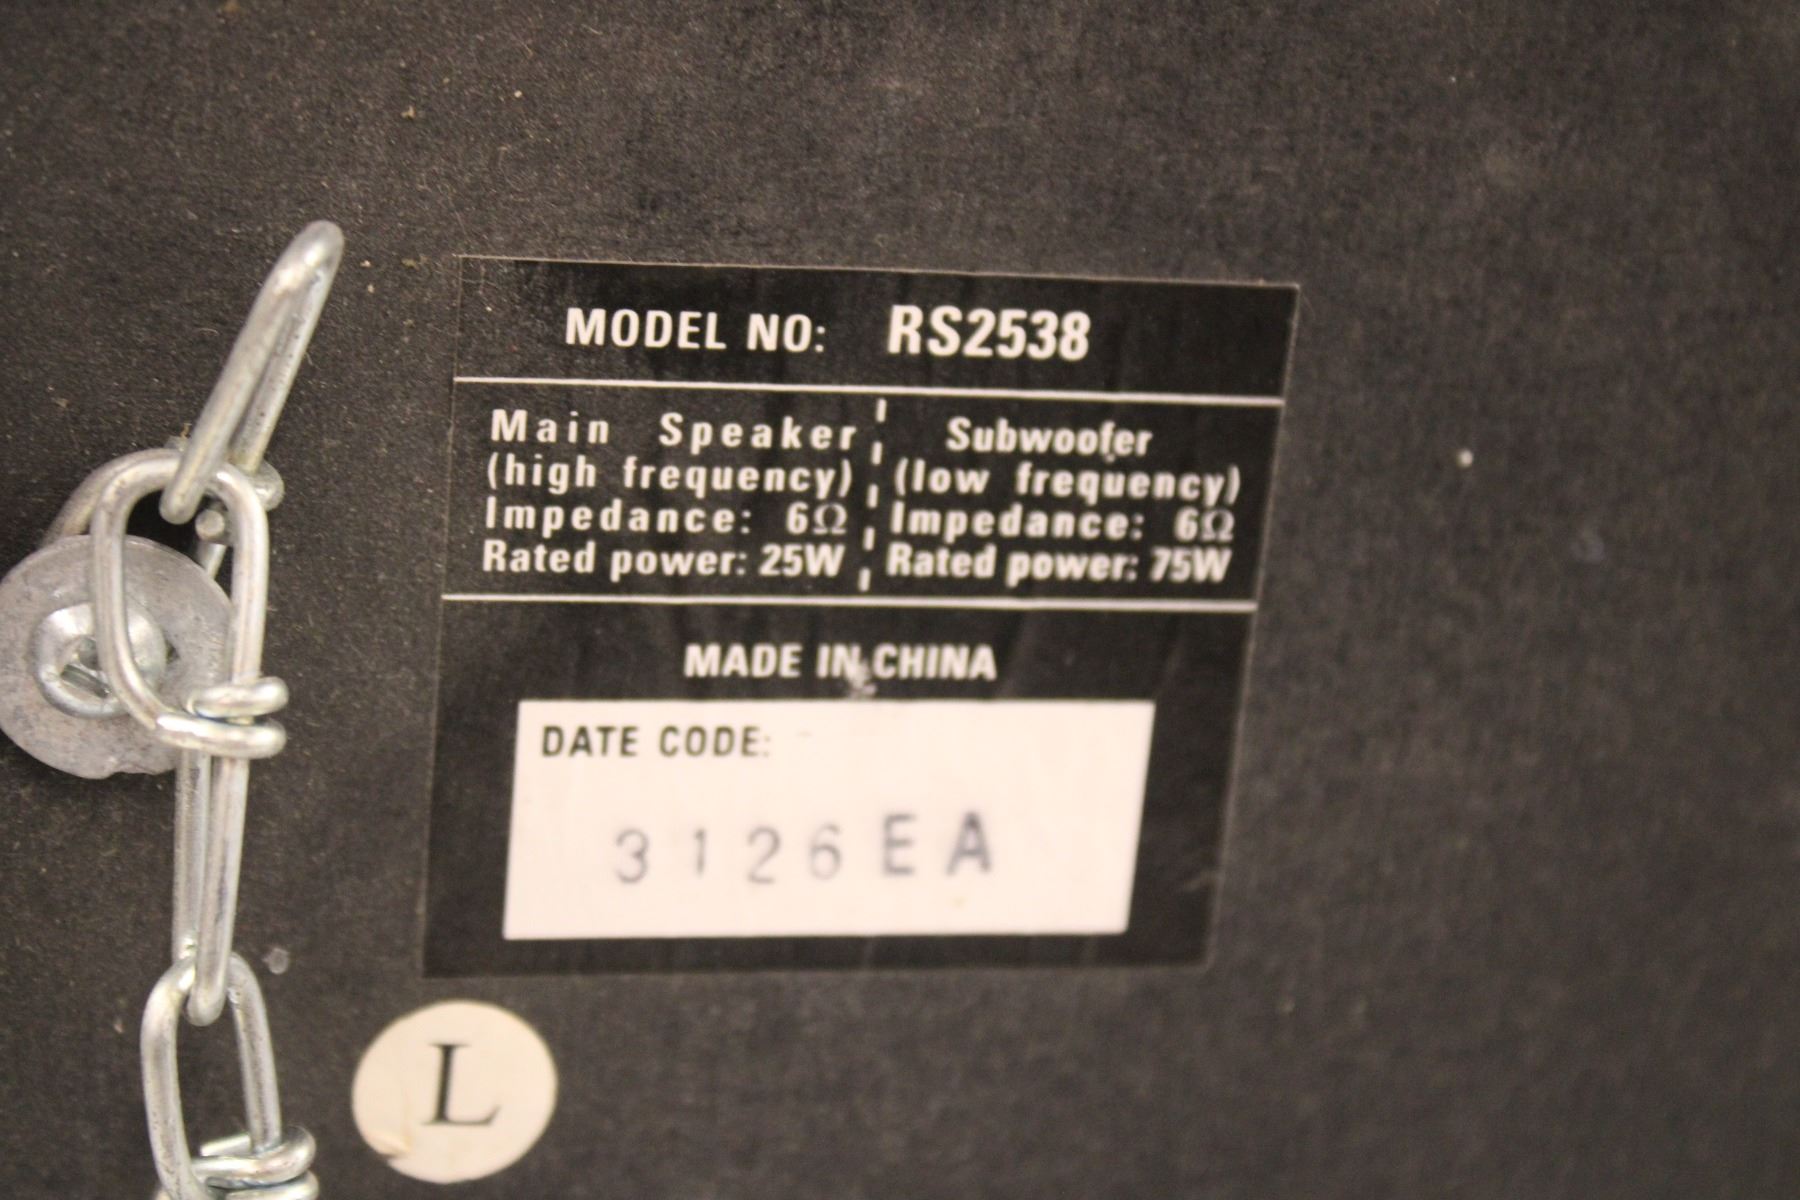 MODEL NO: RS2538
Main Speaker
(high frequency)
Impedance: 6Ω
Rated power: 25W
Subwoofer
(low frequency)
Impedance: 6Ω
Rated power: 75W
MADE IN CHINA
DATE CODE:
3126EA
L